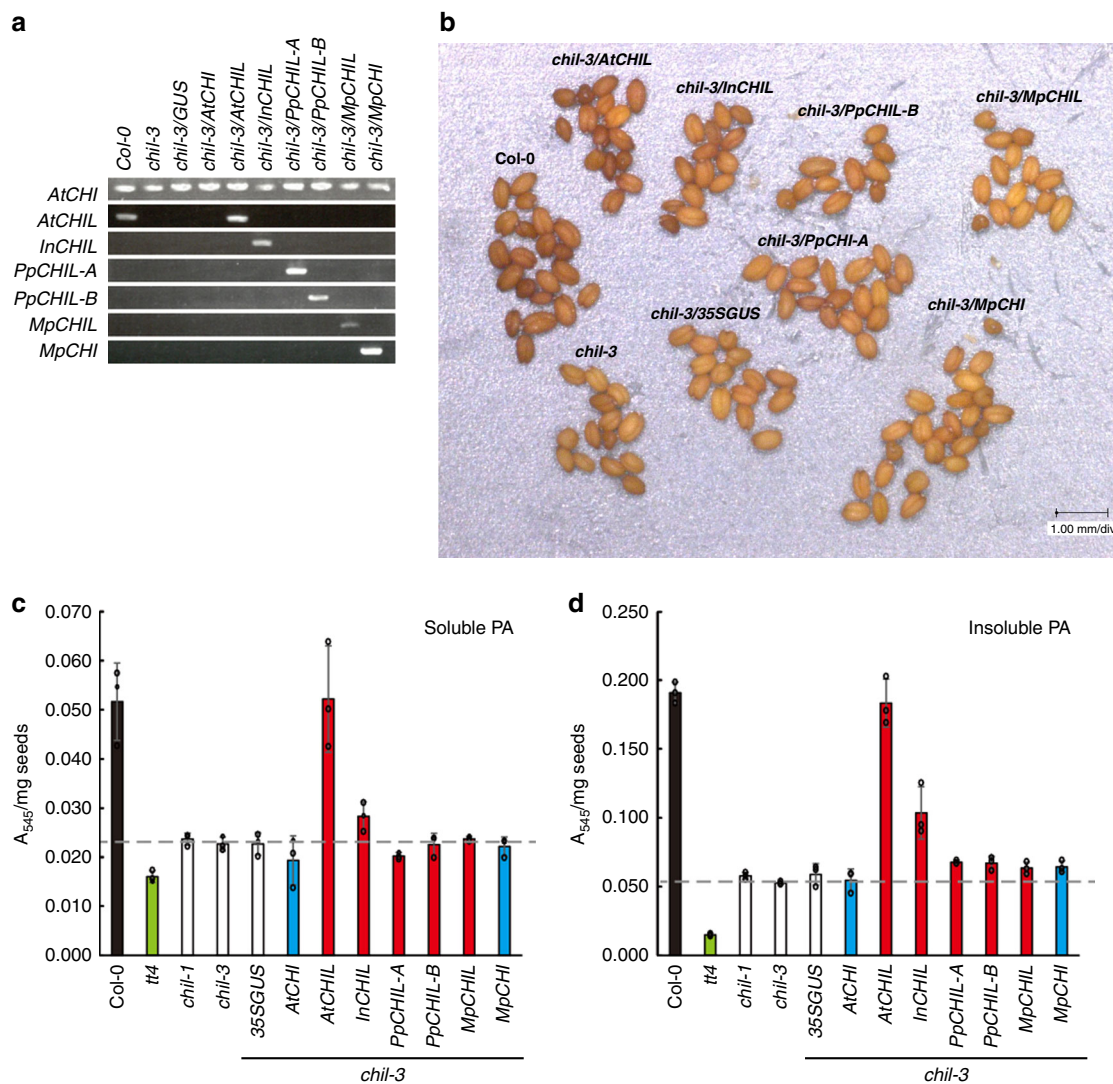 a
Col-0
chil-3
chil-3/GUS
chil-3/AtCHI
chil-3/AtCHIL
chil-3/InCHIL
chil-3/PpCHIL-A
chil-3/PpCHIL-B
chil-3/MpCHIL
chil-3/MpCHI
AtCHI
AtCHIL
InCHIL
PpCHIL-A
PpCHIL-B
MpCHIL
MpCHI
b
chil-3/AtCHIL
chil-3/InCHIL
chil-3/PpCHIL-B
chil-3/MpCHIL
Col-0
chil-3/PpCHI-A
chil-3/35SGUS
chil-3/MpCHI
chil-3
1.00 mm/div
c
Soluble PA
A545/mg seeds
0.070
0.060
0.050
0.040
0.030
0.020
0.010
0.000
Col-0
tt4
chil-1
chil-3
35SGUS
AtCHI
AtCHIL
InCHIL
PpCHIL-A
PpCHIL-B
MpCHIL
MpCHI
chil-3
d
Insoluble PA
A545/mg seeds
0.250
0.200
0.150
0.100
0.050
0.000
Col-0
tt4
chil-1
chil-3
35SGUS
AtCHI
AtCHIL
InCHIL
PpCHIL-A
PpCHIL-B
MpCHIL
MpCHI
chil-3